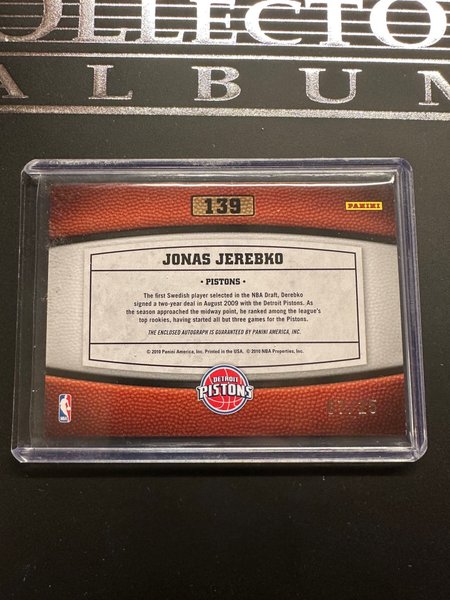 COLLECTO
ALBUM
139
PANINI
JONAS JEREBKO
• PISTONS •
The first Swedish player selected in the NBA Draft, Derebko
signed a two-year deal in August 2009 with the Detroit Pistons. As
the season approached the midway point, he ranked among the league's
top rookies, having started all but three games for the Pistons.
THE ENCLOSED AUTOGRAPH IS GUARANTEED BY PANINI AMERICA, INC.
© 2010 Panini America, Inc. Printed in the USA. © 2010 NBA Properties, Inc.
DETROIT
PISTONS
NBA